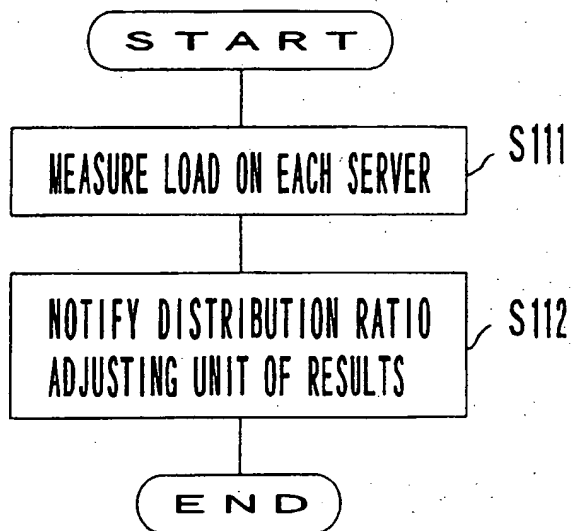 START
MEASURE LOAD ON EACH SERVER
S111
NOTIFY DISTRIBUTION RATIO
ADJUSTING UNIT OF RESULTS
S112
END